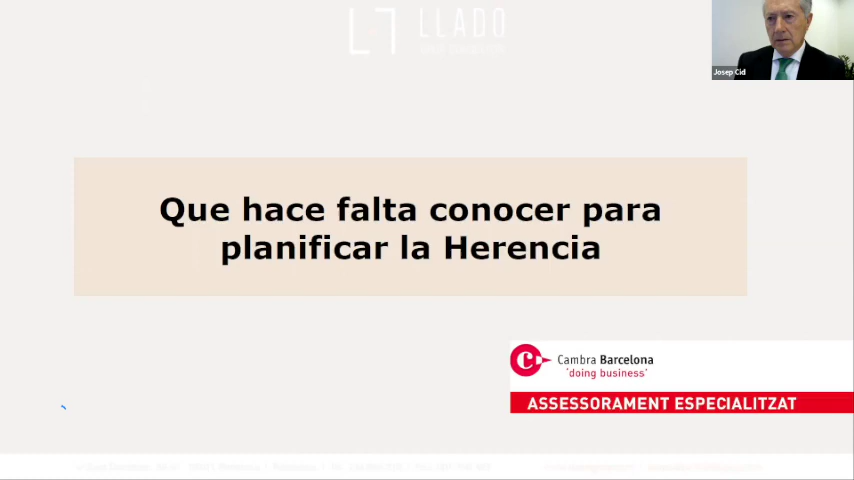 LLADO
Josep Cid
Que hace falta conocer para
planificar la Herencia
Cambra Barcelona
'doing business'
ASSESSORAMENT ESPECIALITZAT